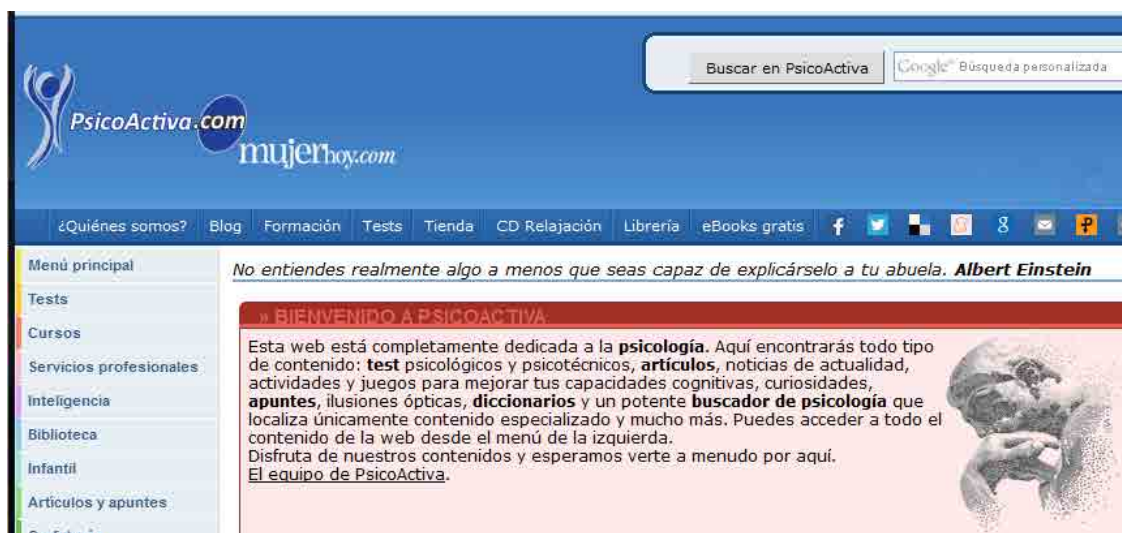 Buscar en PsicoActiva
Google™ Búsqueda personalizada
PsicoActiva.com
mujerhoy.com
¿Quiénes somos? Blog Formación Tests Tienda CD Relajación Librería eBooks gratis
Menú principal
No entiendes realmente algo a menos que seas capaz de explicárselo a tu abuela. Albert Einstein
Tests
Cursos
Servicios profesionales
Inteligencia
Biblioteca
Infantil
Artículos y apuntes
» BIENVENIDO A PSICOACTIVA
Esta web está completamente dedicada a la psicología. Aquí encontrarás todo tipo
de contenido: test psicológicos y psicotécnicos, artículos, noticias de actualidad,
actividades y juegos para mejorar tus capacidades cognitivas, curiosidades,
apuntes, ilusiones ópticas, diccionarios y un potente buscador de psicología que
localiza únicamente contenido especializado y mucho más. Puedes acceder a todo el
contenido de la web desde el menú de la izquierda.
Disfruta de nuestros contenidos y esperamos verte a menudo por aquí.
El equipo de PsicoActiva.